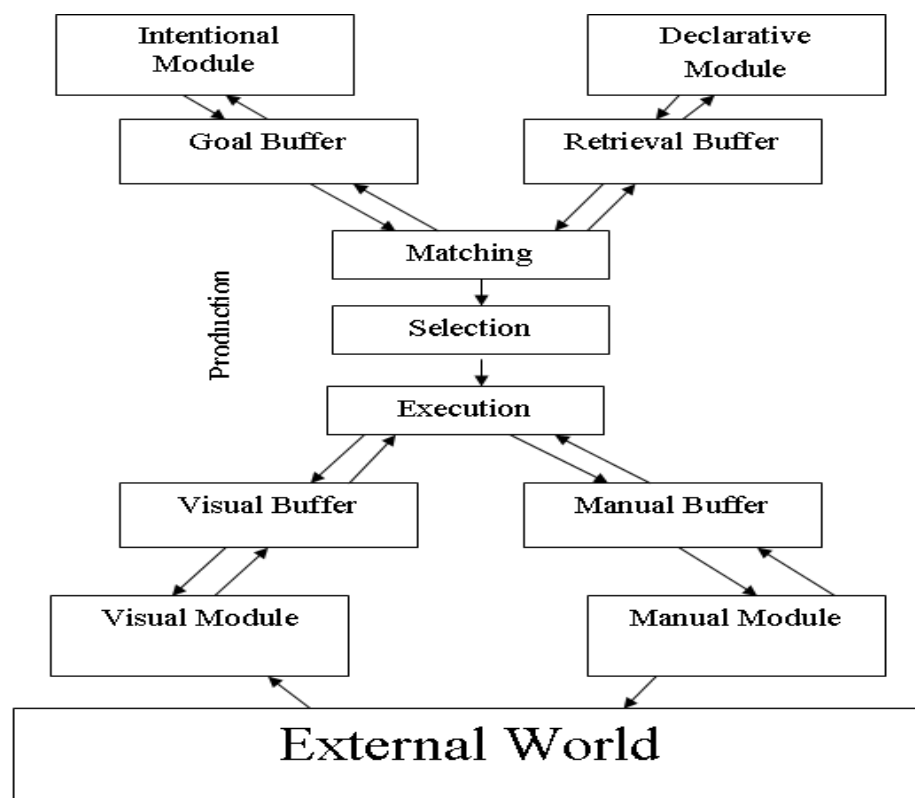 Intentional
Module
Declarative
Module
Goal Buffer
Retrieval Buffer
Matching
Production
Selection
Execution
Visual Buffer
Manual Buffer
Visual Module
Manual Module
External World